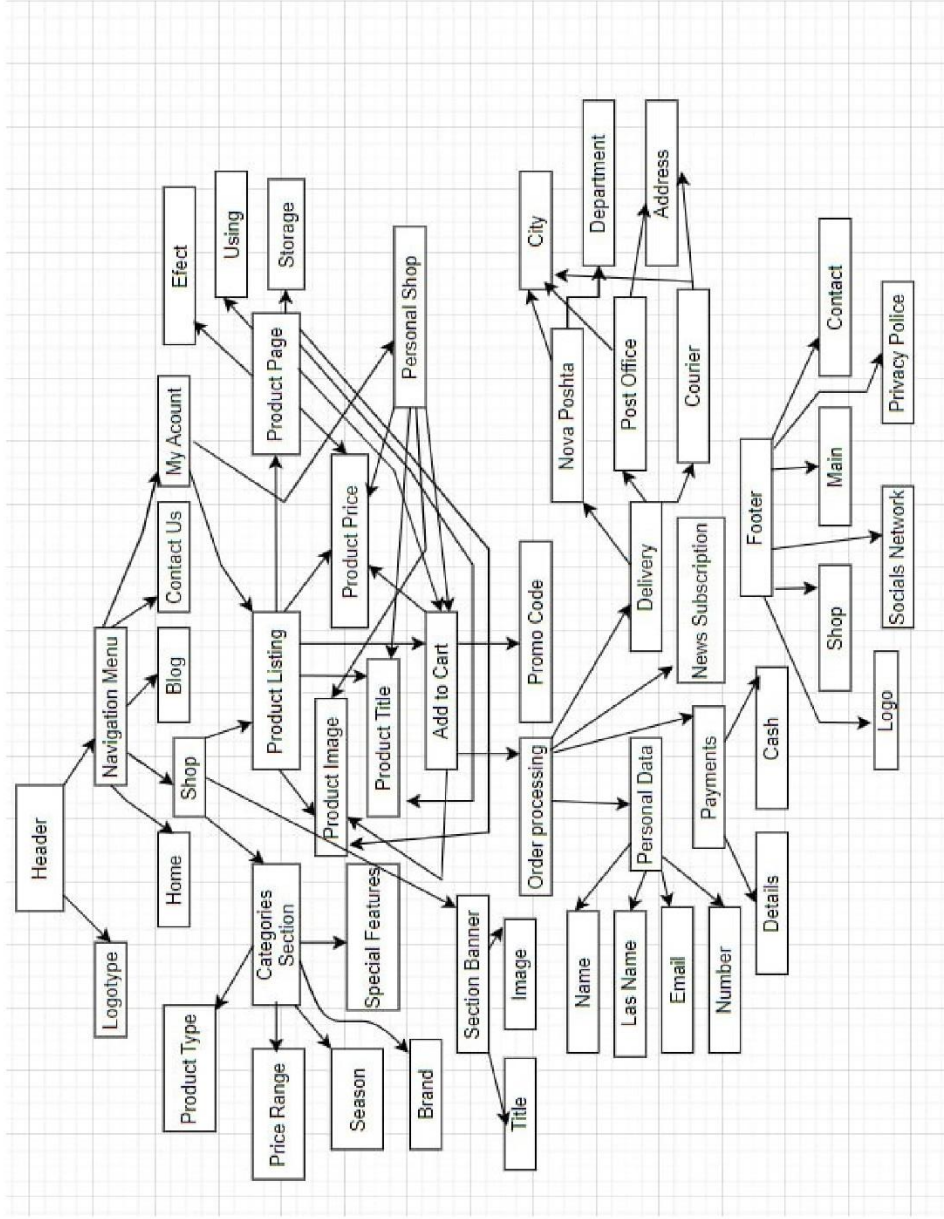 Header
Logotype
Navigation Menu
Product Type
Home
Shop
Blog
Contact Us
My Acount
Efect
Using
Price Range
Categories
Section
Product Listing
Product Page
Storage
Season
Special Features
Product Image
Product Price
Product Title
Personal Shop
Brand
Add to Cart
Section Banner
Title
Image
Order processing
Promo Code
City
Name
Nova Poshta
Department
Las Name
Personal Data
Delivery
Post Office
Address
Email
News Subscription
Courier
Number
Payments
Details
Cash
Footer
Shop
Main
Contact
Logo
Socials Network
Privacy Police